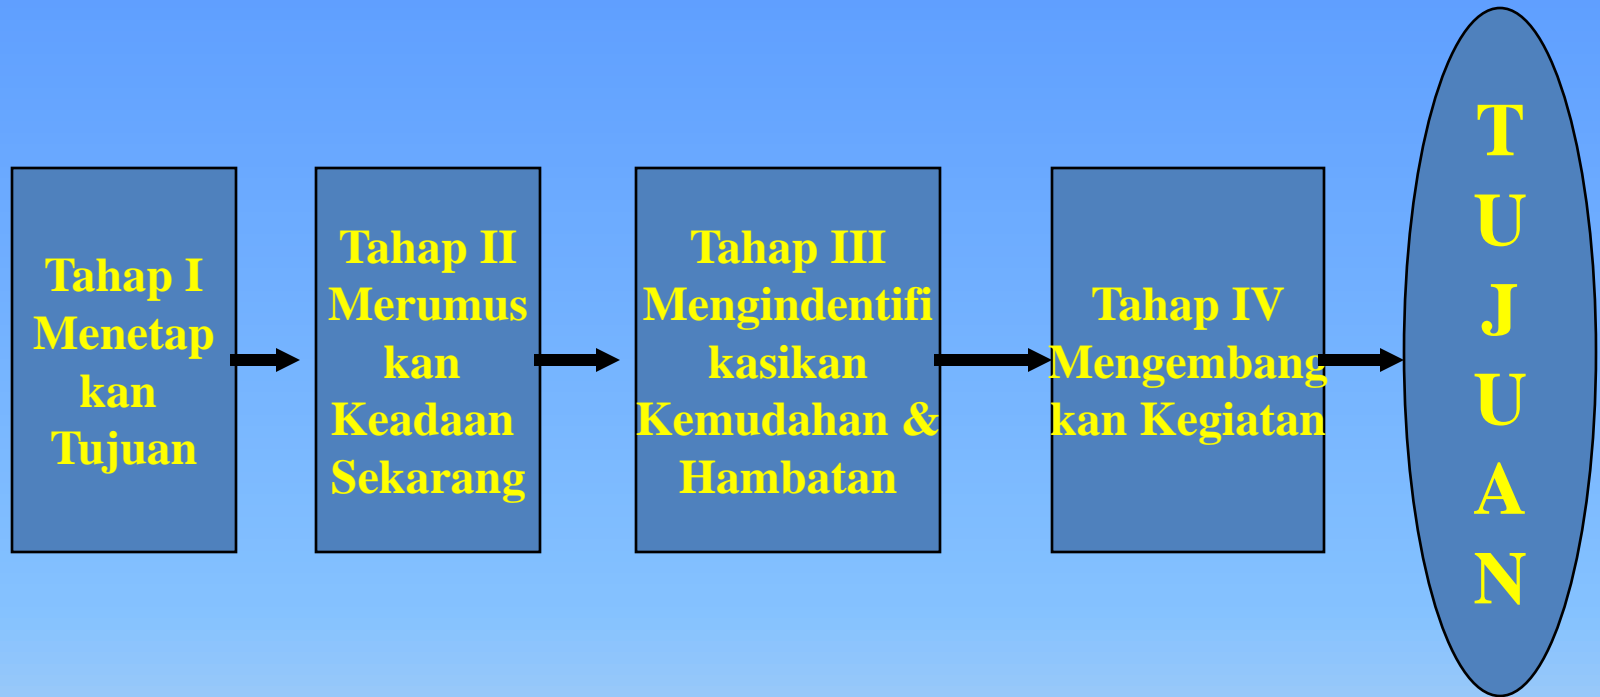 Tahap I
Menetap
kan
Tujuan
Tahap II
Merumus
kan
Keadaan
Sekarang
Tahap III
Mengindentifi
kasikan
Kemudahan &
Hambatan
Tahap IV
Mengembang
kan Kegiatan
T
U
J
U
A
N